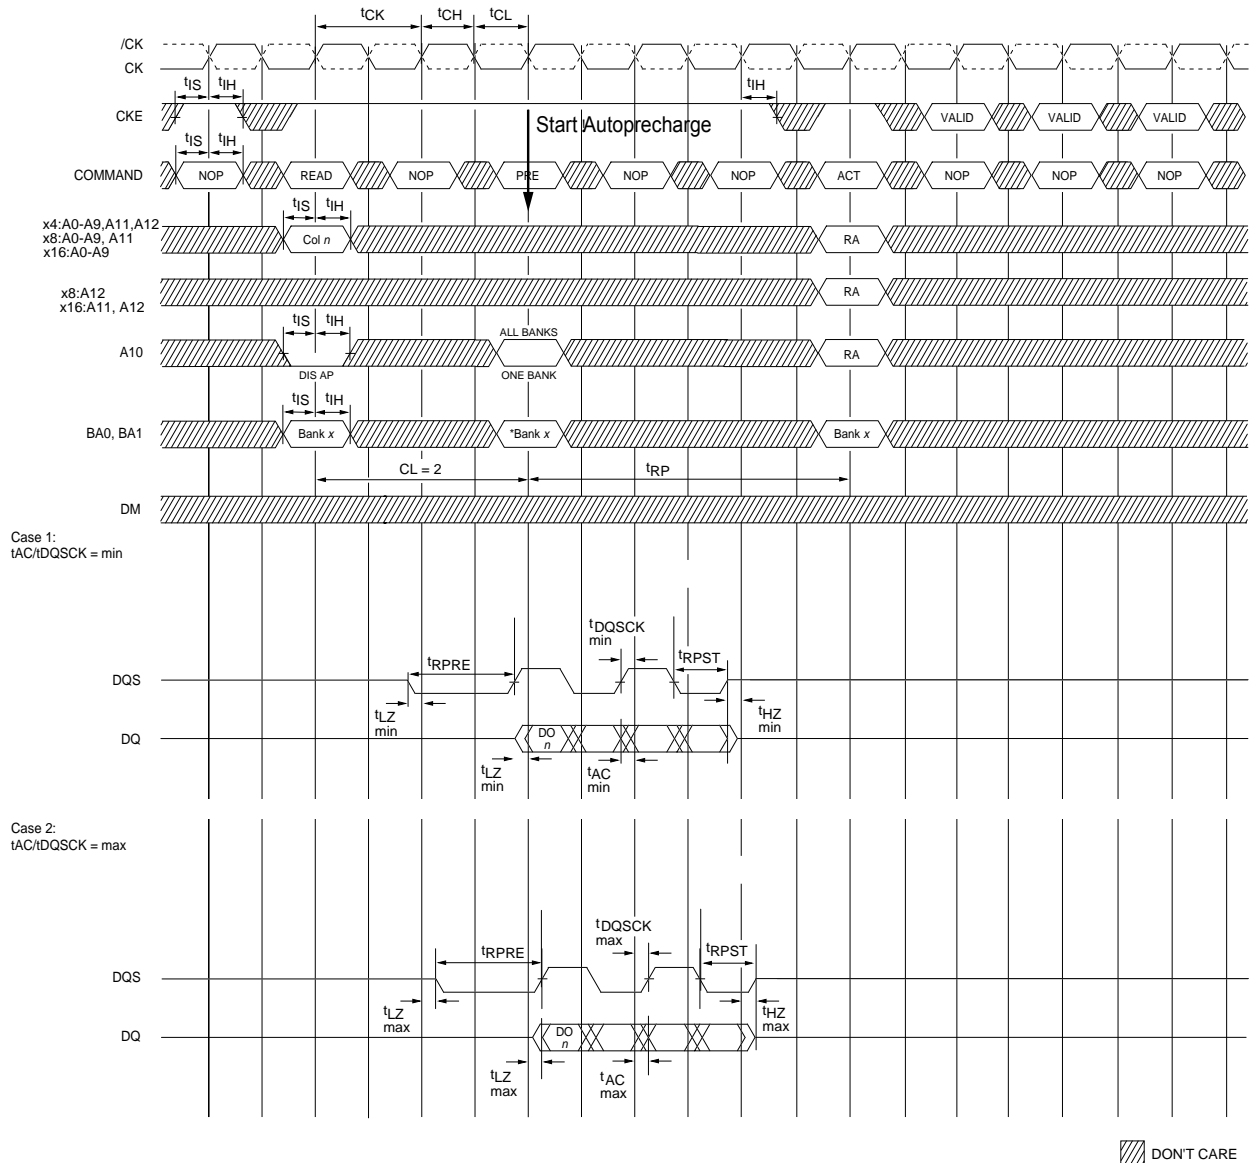 tCK tCH tCL
/CK
CK
tIS tIH tIH
CKE VALID VALID VALID
Start Autoprecharge
tIS tIH
COMMAND NOP READ NOP PRE NOP NOP ACT NOP NOP NOP
tIS tIH
x4:A0-A9,A11,A12
x8:A0-A9, A11
x16:A0-A9
Col n RA
x8:A12
x16:A11, A12
RA
tIS tIH ALL BANKS
A10 RA
DIS AP ONE BANK
tIS tIH
BA0, BA1 Bank x *Bank x Bank x
CL = 2 tRP
DM
Case 1:
tAC/tDQSCK = min
tDQSCK
min
tRPRE tRPST
DQS
tLZ
min
tHZ
min
DQ DO
n
tLZ
min
tAC
min
Case 2:
tAC/tDQSCK = max
tDQSCK
max
tRPRE tRPST
DQS
tLZ
max
tHZ
max
DQ DO
n
tLZ
max
tAC
max
DON'T CARE